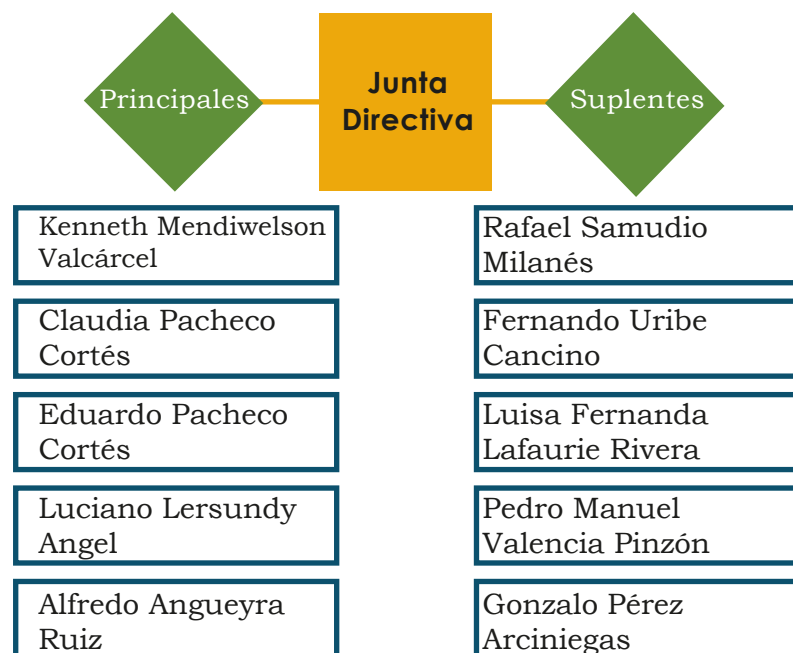 Principales
Junta
Directiva
Suplentes
Kenneth Mendiwelson
Valcárcel
Rafael Samudio
Milanés
Claudia Pacheco
Cortés
Fernando Uribe
Cancino
Eduardo Pacheco
Cortés
Luisa Fernanda
Lafaurie Rivera
Luciano Lersundy
Angel
Pedro Manuel
Valencia Pinzón
Alfredo Angueyra
Ruiz
Gonzalo Pérez
Arciniegas